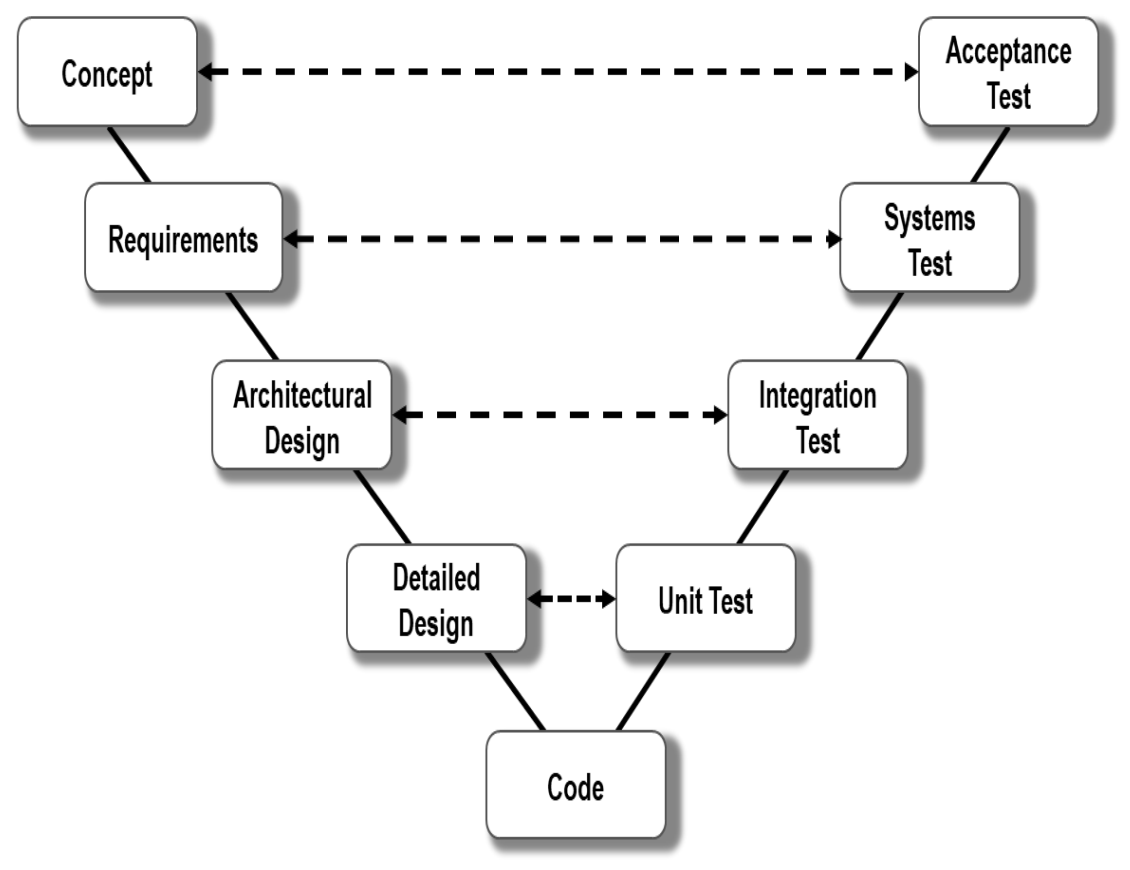 Concept
Acceptance
Test
Requirements
Systems
Test
Architectural
Design
Integration
Test
Detailed
Design
Unit Test
Code